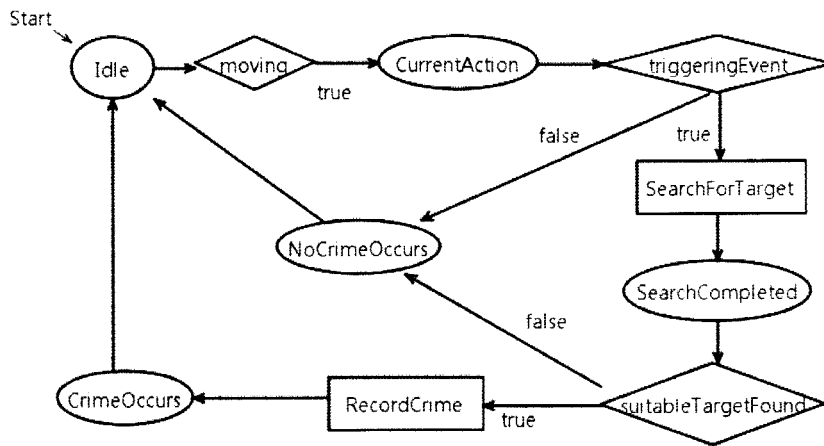 Start
Idle
moving
true
CurrentAction
triggeringEvent
false
true
SearchForTarget
NoCrimeOccurs
SearchCompleted
false
CrimeOccurs
RecordCrime
true
suitableTargetFound